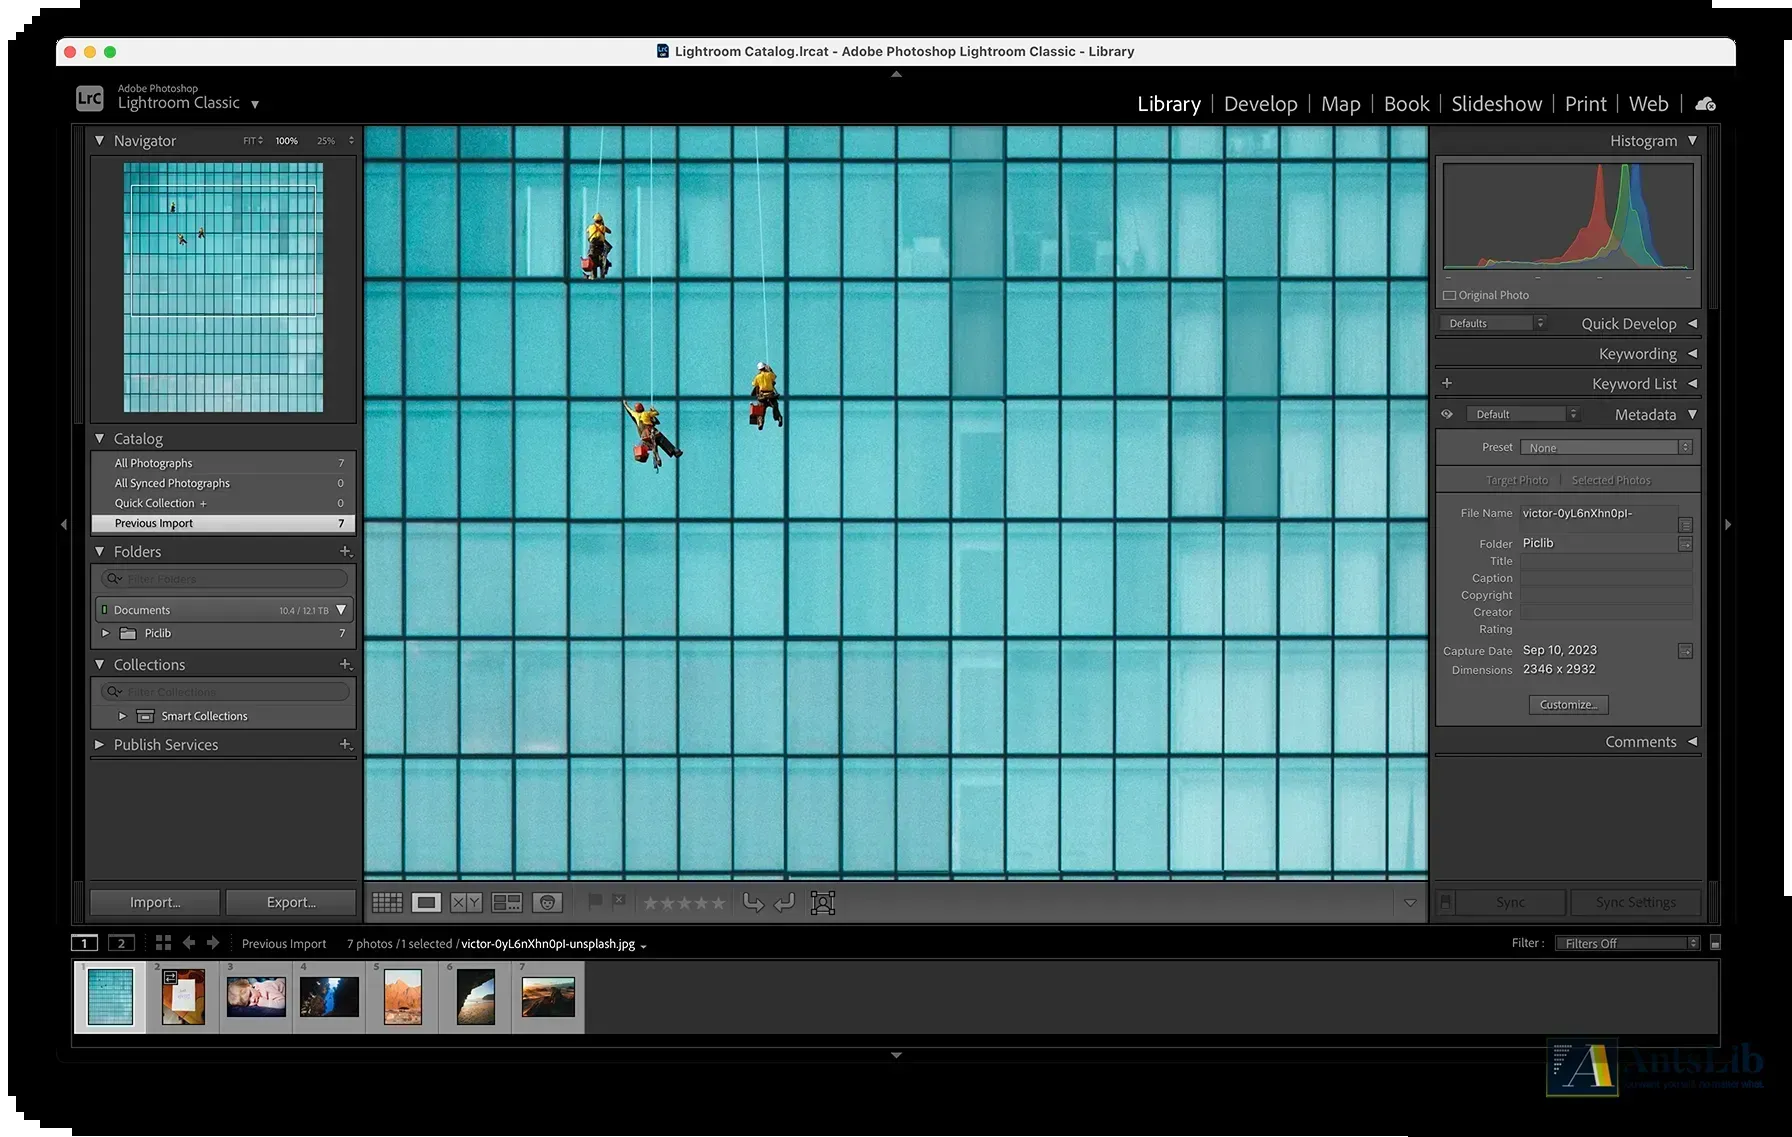 Lightroom Catalog.lrcat - Adobe Photoshop Lightroom Classic - Library
LrC
Adobe Photoshop
Lightroom Classic
Library | Develop | Map | Book | Slideshow | Print | Web
Navigator
FIT 100% 25%
Catalog
All Photographs 7
All Synced Photographs 0
Quick Collection + 0
Previous Import 7
Folders +
Filter Folders
Documents 10.4 / 12.1 TB
Piclib 7
Collections +
Filter Collections
Smart Collections
Publish Services +
Import... Export...
Histogram
Original Photo
Defaults Quick Develop
Keywording
+ Keyword List
Default Metadata
Preset None
Target Photo | Selected Photos
File Name victor-0yL6nXhn0pI-
Folder Piclib
Title
Caption
Copyright
Creator
Rating
Capture Date Sep 10, 2023
Dimensions 2346 x 2932
Customize...
Comments
X Y
Sync Sync Settings
1 2 Previous Import 7 photos / 1 selected / victor-0yL6nXhn0pI-unsplash.jpg
Filter : Filters Off
1 2 3 4 5 6 7
A AntsLib